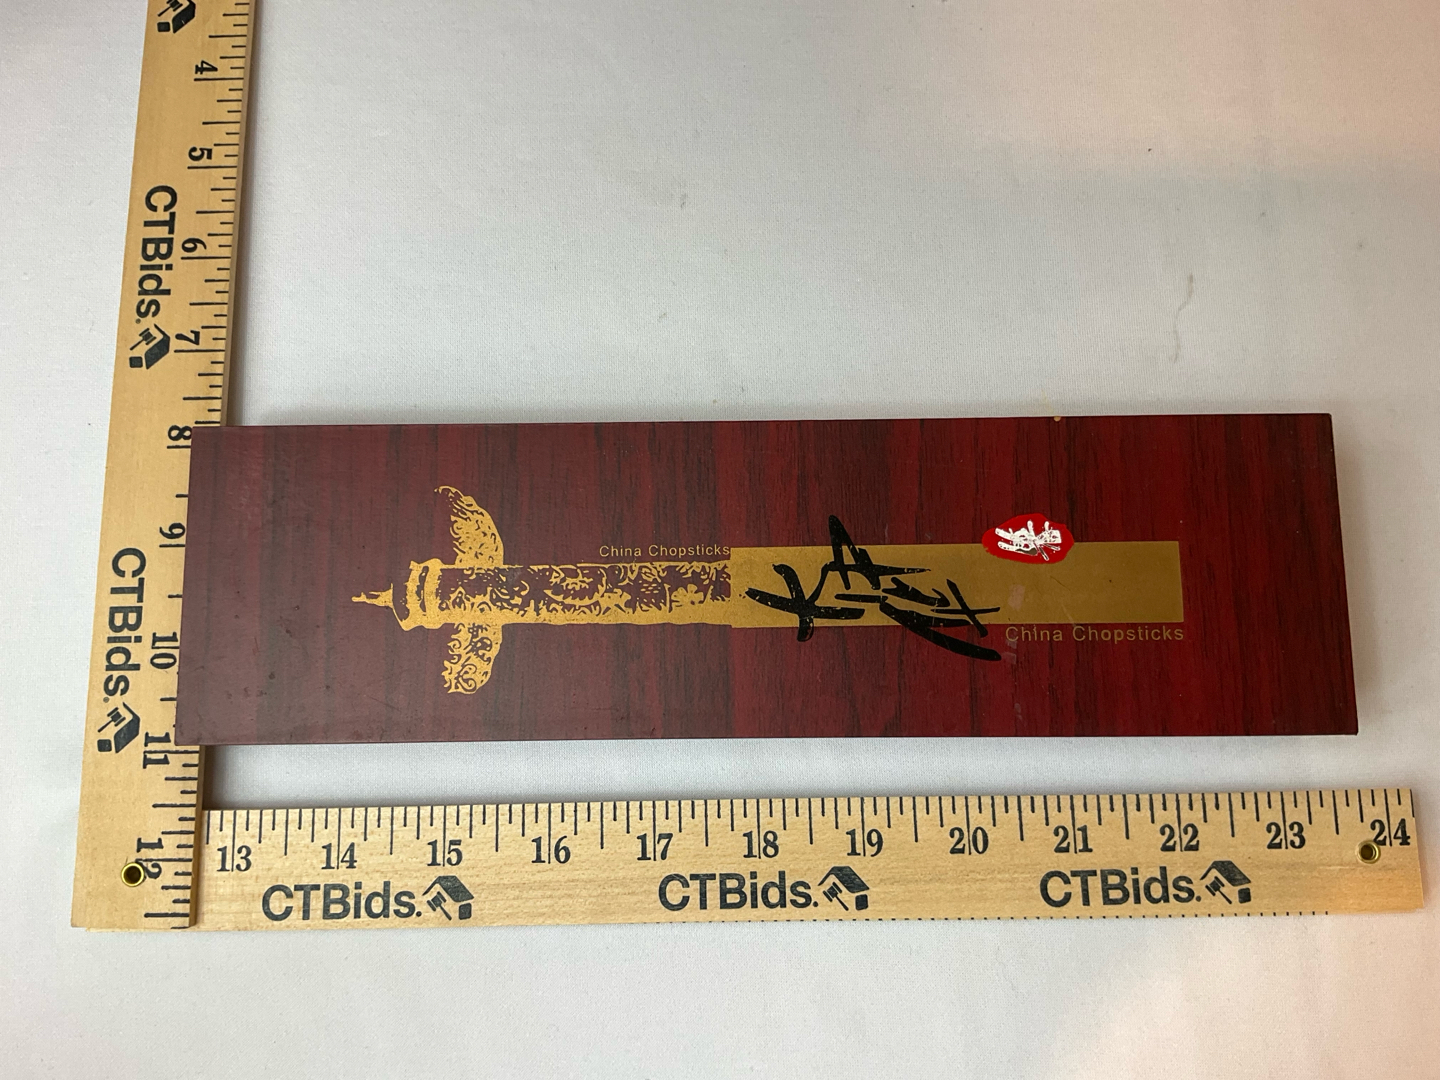 4
5
6
7
8
9
10
11
12
CTBids.
CTBids.
China Chopsticks
China Chopsticks
13 14 15 16 17 18 19 20 21 22 23 24
CTBids. CTBids. CTBids.